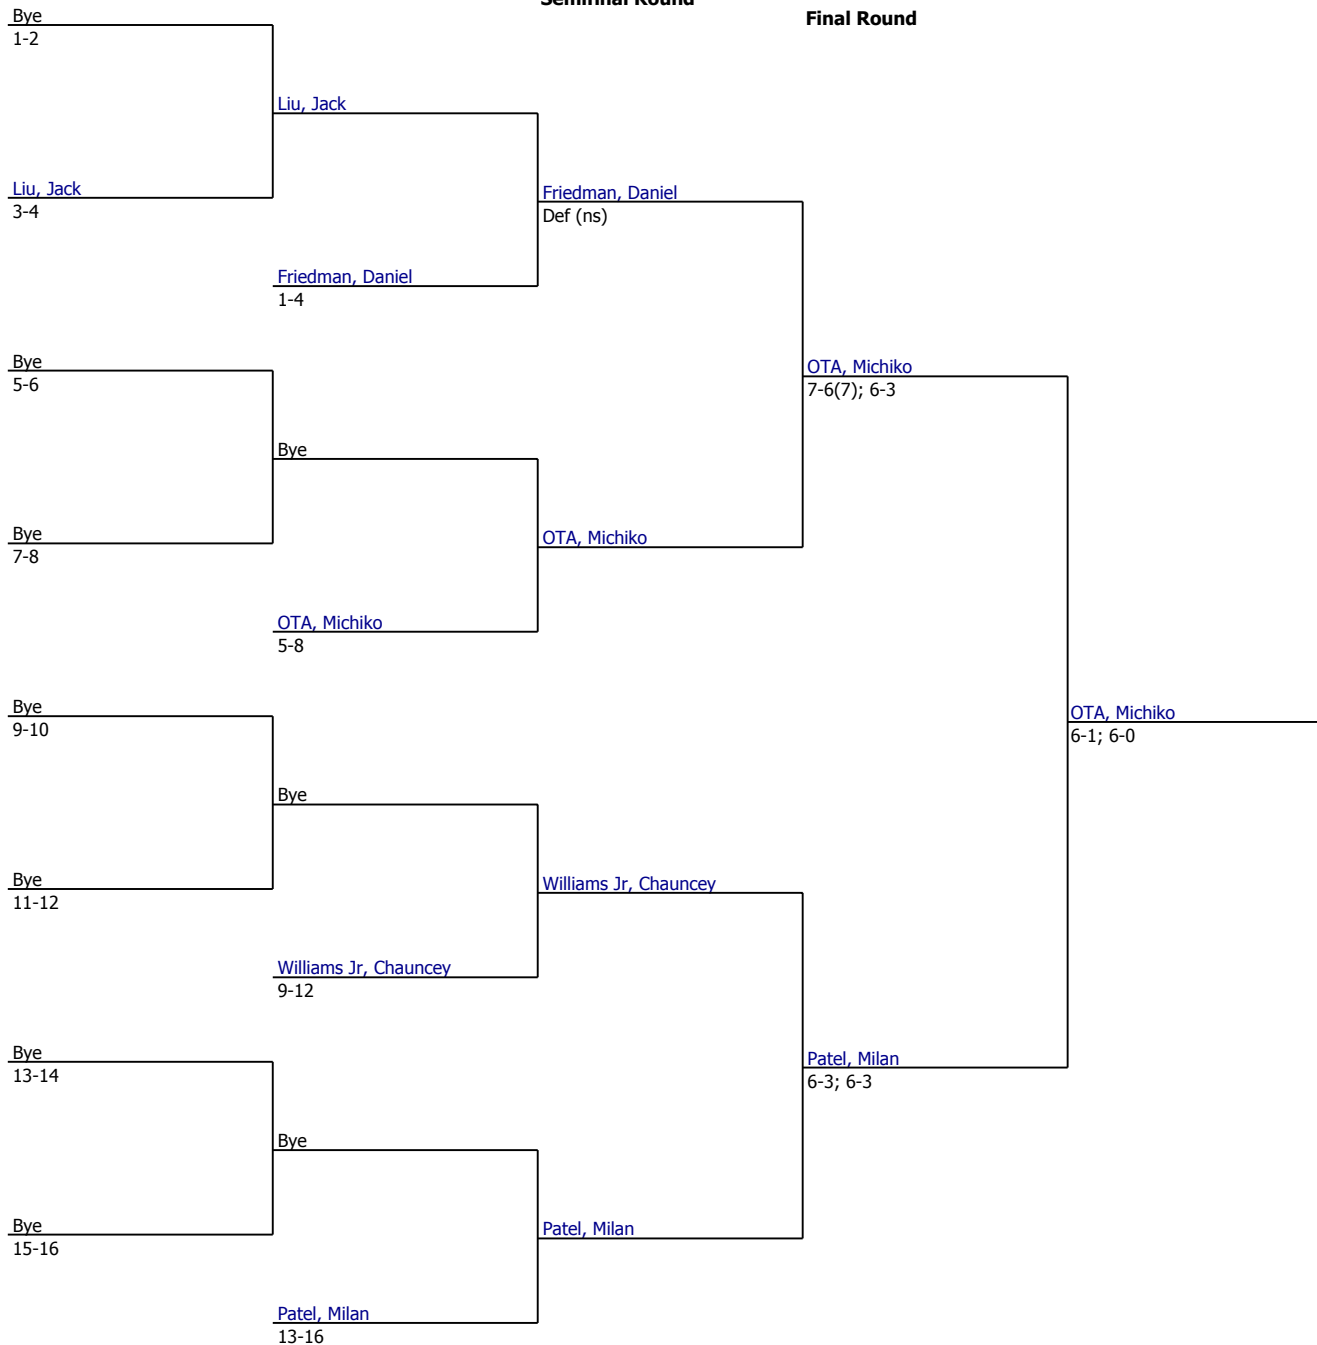 Semifinal Round
Final Round
Bye
1-2
Liu, Jack
Liu, Jack
3-4
Friedman, Daniel
Def (ns)
Friedman, Daniel
1-4
Bye
5-6
OTA, Michiko
7-6(7); 6-3
Bye
Bye
7-8
OTA, Michiko
OTA, Michiko
5-8
Bye
9-10
OTA, Michiko
6-1; 6-0
Bye
Bye
11-12
Williams Jr, Chauncey
Williams Jr, Chauncey
9-12
Bye
13-14
Patel, Milan
6-3; 6-3
Bye
Bye
15-16
Patel, Milan
Patel, Milan
13-16